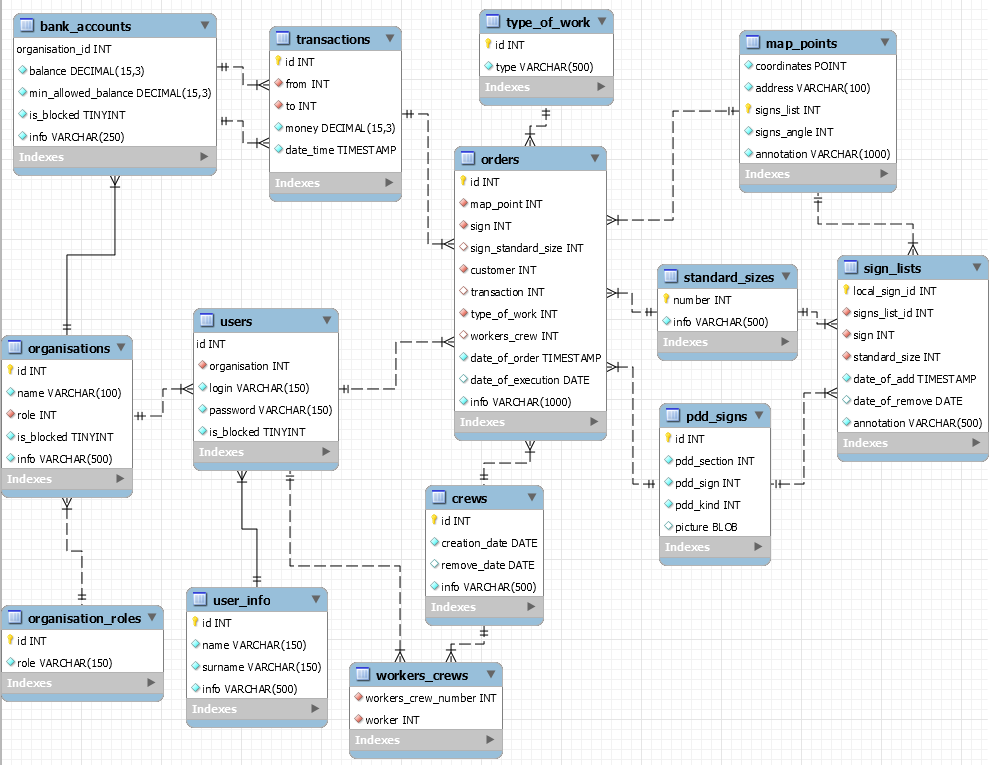 bank_accounts
organisation_id INT
balance DECIMAL(15,3)
min_allowed_balance DECIMAL(15,3)
is_blocked TINYINT
info VARCHAR(250)
Indexes
transactions
id INT
from INT
to INT
money DECIMAL(15,3)
date_time TIMESTAMP
Indexes
type_of_work
id INT
type VARCHAR(500)
Indexes
map_points
coordinates POINT
address VARCHAR(100)
signs_list INT
signs_angle INT
annotation VARCHAR(1000)
Indexes
orders
id INT
map_point INT
sign INT
sign_standard_size INT
customer INT
transaction INT
type_of_work INT
workers_crew INT
date_of_order TIMESTAMP
date_of_execution DATE
info VARCHAR(1000)
Indexes
standard_sizes
number INT
info VARCHAR(500)
Indexes
sign_lists
local_sign_id INT
signs_list_id INT
sign INT
standard_size INT
date_of_add TIMESTAMP
date_of_remove DATE
annotation VARCHAR(500)
Indexes
organisations
id INT
name VARCHAR(100)
role INT
is_blocked TINYINT
info VARCHAR(500)
Indexes
users
id INT
organisation INT
login VARCHAR(150)
password VARCHAR(150)
is_blocked TINYINT
Indexes
pdd_signs
id INT
pdd_section INT
pdd_sign INT
pdd_kind INT
picture BLOB
Indexes
crews
id INT
creation_date DATE
remove_date DATE
info VARCHAR(500)
Indexes
organisation_roles
id INT
role VARCHAR(150)
Indexes
user_info
id INT
name VARCHAR(150)
surname VARCHAR(150)
info VARCHAR(500)
Indexes
workers_crews
workers_crew_number INT
worker INT
Indexes